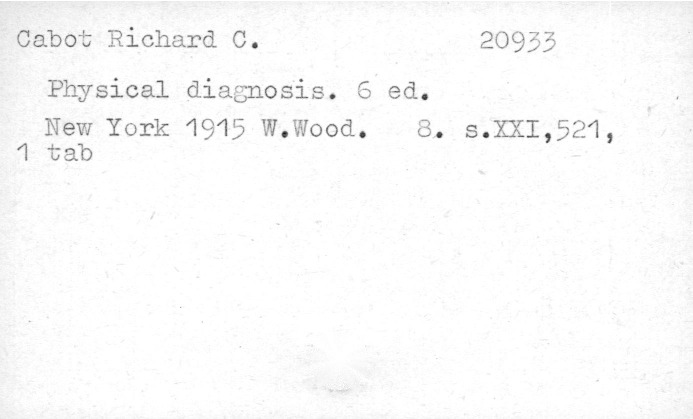 Cabot Richard C. 20933
Physical diagnosis. 6 ed.
New York 1915 W.Wood. 8. s.XXI,521,
1 tab